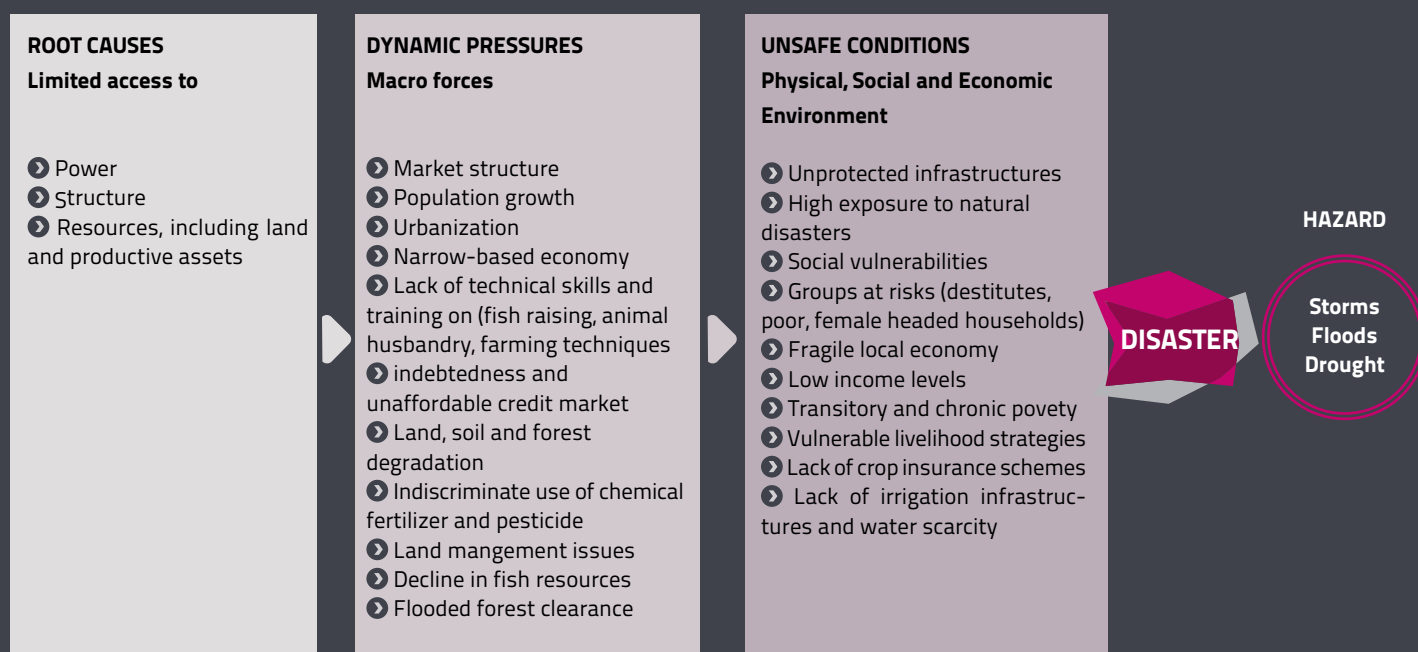 ROOT CAUSES
Limited access to
Power
Structure
Resources, including land
and productive assets
DYNAMIC PRESSURES
Macro forces
Market structure
Population growth
Urbanization
Narrow-based economy
Lack of technical skills and
training on (fish raising, animal
husbandry, farming techniques
indebtedness and
unaffordable credit market
Land, soil and forest
degradation
Indiscriminate use of chemical
fertilizer and pesticide
Land mangement issues
Decline in fish resources
Flooded forest clearance
UNSAFE CONDITIONS
Physical, Social and Economic
Environment
Unprotected infrastructures
High exposure to natural
disasters
Social vulnerabilities
Groups at risks (destitutes,
poor, female headed households)
Fragile local economy
Low income levels
Transitory and chronic povety
Vulnerable livelihood strategies
Lack of crop insurance schemes
Lack of irrigation infrastruc-
tures and water scarcity
DISASTER
HAZARD
Storms
Floods
Drought